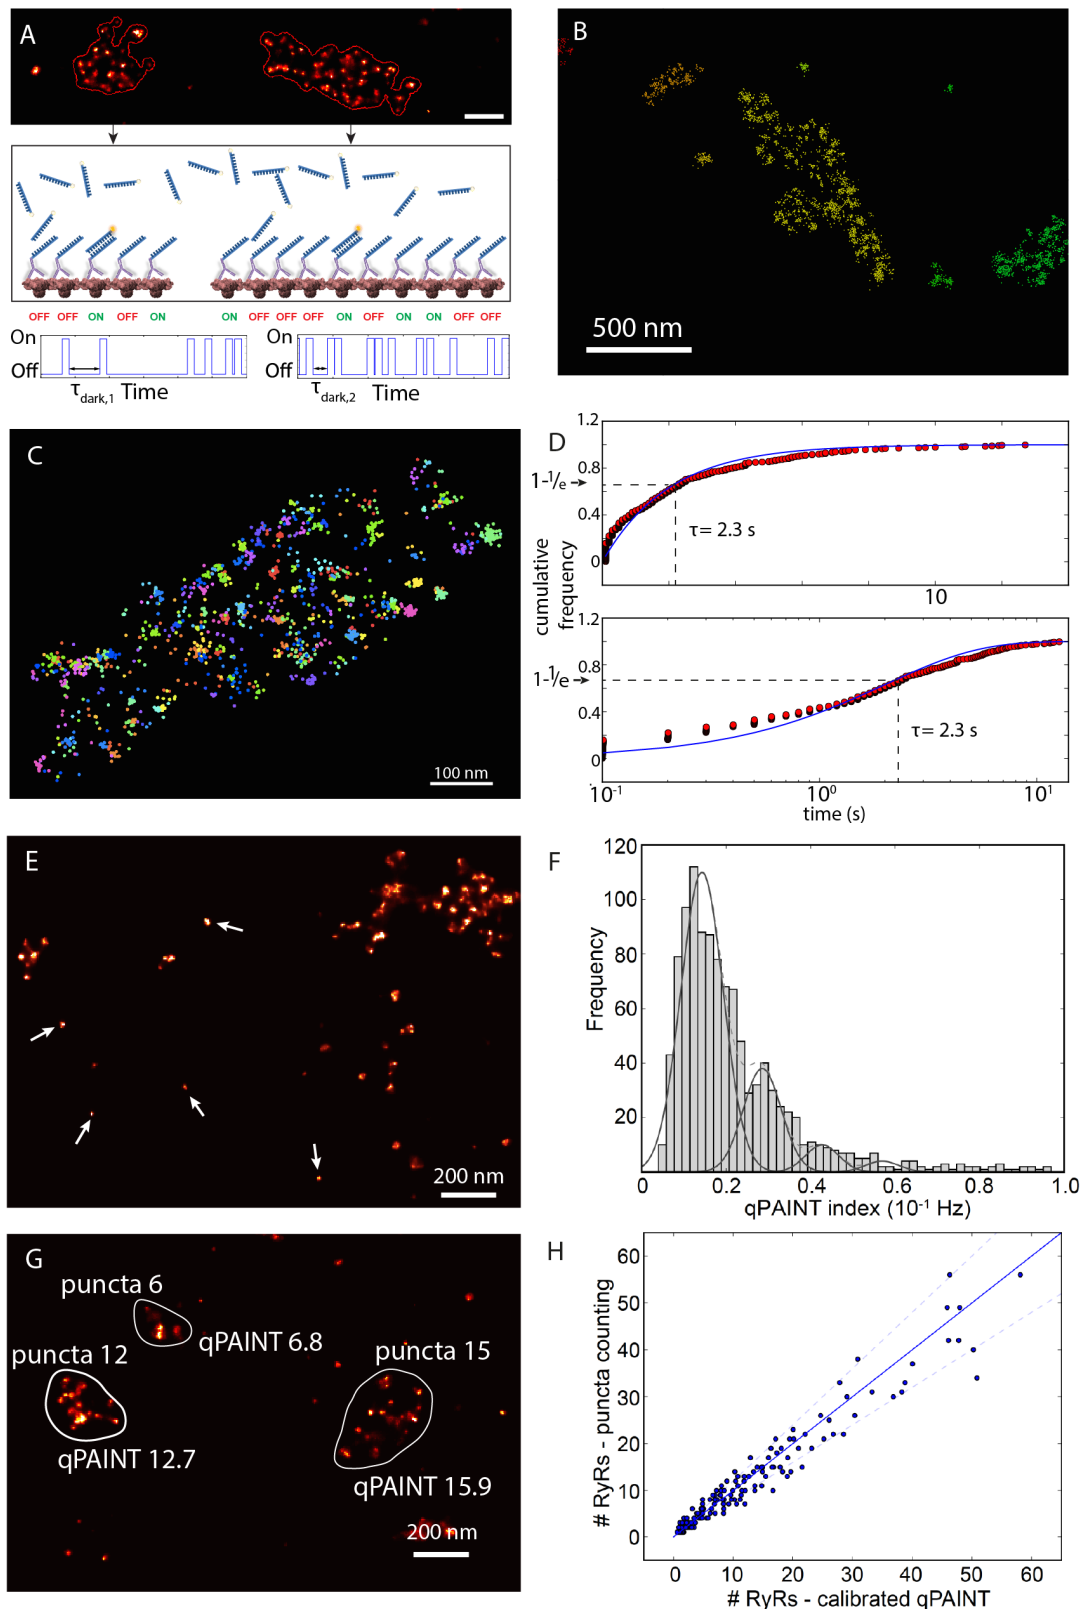 A
OFF OFF ON OFF ON
ON OFF OFF OFF ON OFF ON ON OFF OFF
On
Off
τdark,1 Time
On
Off
τdark,2 Time
B
500 nm
C
100 nm
D
cumulative frequency
1.2
0.8
0.4
0
1-1/e
τ= 2.3 s
10
1.2
0.8
0.4
0
1-1/e
τ= 2.3 s
10-1 100 101
time (s)
E
200 nm
F
Frequency
120
100
80
60
40
20
0 0.2 0.4 0.6 0.8 1.0
qPAINT index (10-1 Hz)
G
puncta 6
qPAINT 6.8
puncta 12
qPAINT 12.7
puncta 15
qPAINT 15.9
200 nm
H
# RyRs - puncta counting
60
50
40
30
20
10
0
0 10 20 30 40 50 60
# RyRs - calibrated qPAINT